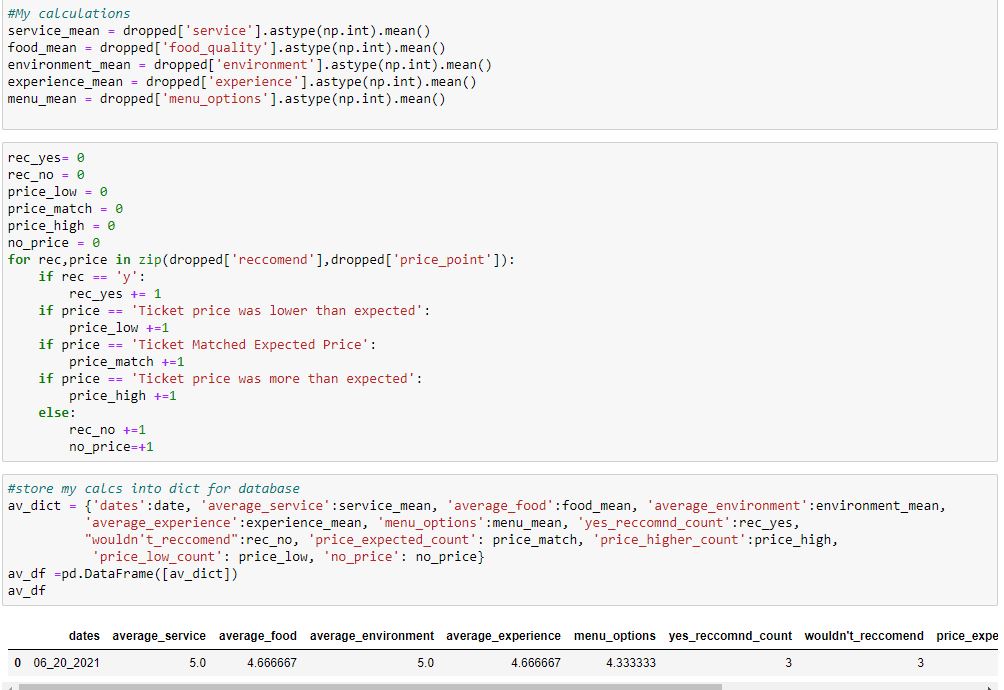 #My calculations
service_mean = dropped['service'].astype(np.int).mean()
food_mean = dropped['food_quality'].astype(np.int).mean()
environment_mean = dropped['environment'].astype(np.int).mean()
experience_mean = dropped['experience'].astype(np.int).mean()
menu_mean = dropped['menu_options'].astype(np.int).mean()
rec_yes= 0
rec_no = 0
price_low = 0
price_match = 0
price_high = 0
no_price = 0
for rec,price in zip(dropped['reccomend'],dropped['price_point']):
    if rec == 'y':
        rec_yes += 1
    if price == 'Ticket price was lower than expected':
        price_low +=1
    if price == 'Ticket Matched Expected Price':
        price_match +=1
    if price == 'Ticket price was more than expected':
        price_high +=1
    else:
        rec_no +=1
        no_price=+1
#store my calcs into dict for database
av_dict = {'dates':date, 'average_service':service_mean, 'average_food':food_mean, 'average_environment':environment_mean,
          'average_experience':experience_mean, 'menu_options':menu_mean, 'yes_reccomnd_count':rec_yes,
          "wouldn't_reccomend":rec_no, 'price_expected_count': price_match, 'price_higher_count':price_high,
           'price_low_count': price_low, 'no_price': no_price}
av_df =pd.DataFrame([av_dict])
av_df
dates average_service average_food average_environment average_experience menu_options yes_reccomnd_count wouldn't_reccomend price_expe
0 06_20_2021 5.0 4.666667 5.0 4.666667 4.333333 3 3